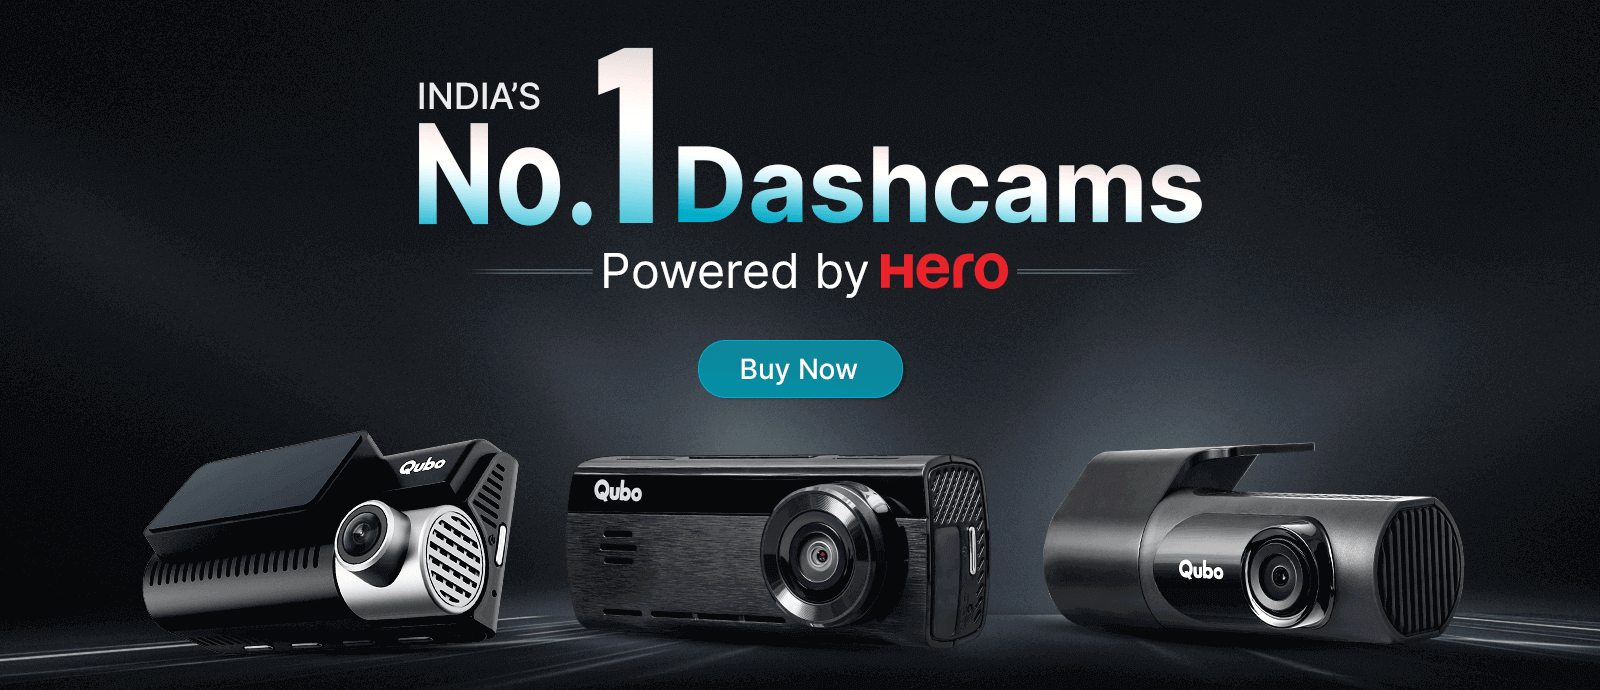 INDIA'S
No.1 Dashcams
Powered by Hero
Buy Now
Qubo
Qubo
Qubo